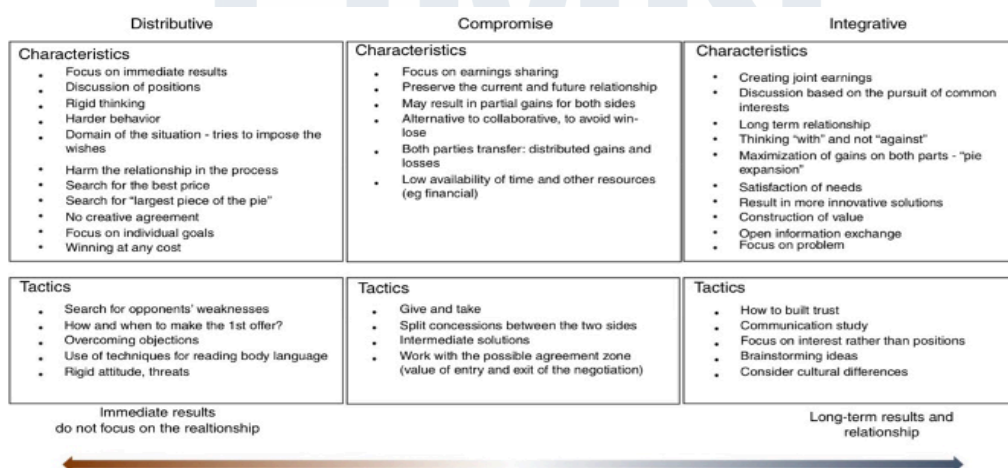 Distributive
Characteristics
• Focus on immediate results
• Discussion of positions
• Rigid thinking
• Harder behavior
• Domain of the situation - tries to impose the
wishes
• Harm the relationship in the process
• Search for the best price
• Search for “largest piece of the pie”
• No creative agreement
• Focus on individual goals
• Winning at any cost
Tactics
• Search for opponents’ weaknesses
• How and when to make the 1st offer?
• Overcoming objections
• Use of techniques for reading body language
• Rigid attitude, threats
Immediate results
do not focus on the realtionship
Compromise
Characteristics
• Focus on earnings sharing
• Preserve the current and future relationship
• May result in partial gains for both sides
• Alternative to collaborative, to avoid win-
lose
• Both parties transfer: distributed gains and
losses
• Low availability of time and other resources
(eg financial)
Tactics
• Give and take
• Split concessions between the two sides
• Intermediate solutions
• Work with the possible agreement zone
(value of entry and exit of the negotiation)
Integrative
Characteristics
• Creating joint earnings
• Discussion based on the pursuit of common
interests
• Long term relationship
• Thinking “with” and not “against”
• Maximization of gains on both parts - “pie
expansion”
• Satisfaction of needs
• Result in more innovative solutions
• Construction of value
• Open information exchange
• Focus on problem
Tactics
• How to built trust
• Communication study
• Focus on interest rather than positions
• Brainstorming ideas
• Consider cultural differences
Long-term results and
relationship